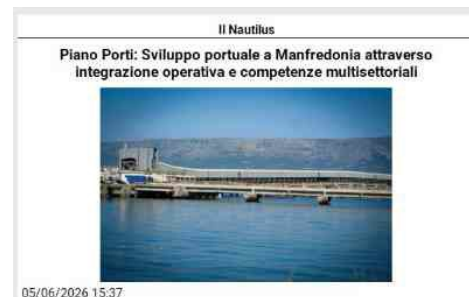 Il Nautilus
Piano Porti: Sviluppo portuale a Manfredonia attraverso
integrazione operativa e competenze multisettoriali
05/06/2026 15:37